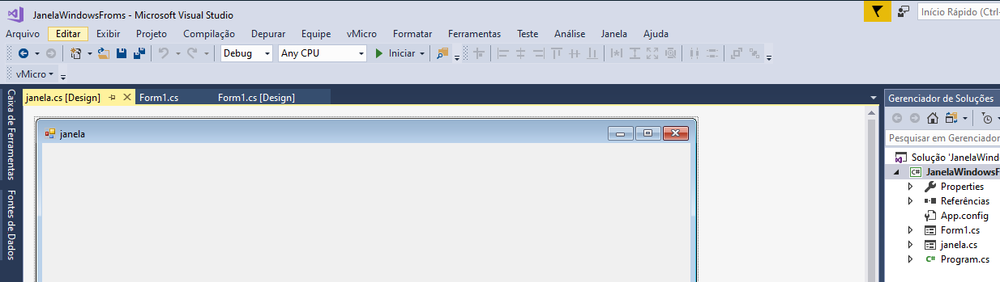 JanelaWindowsFroms - Microsoft Visual Studio
Início Rápido (Ctrl-
Arquivo Editar Exibir Projeto Compilação Depurar Equipe vMicro Formatar Ferramentas Teste Análise Janela Ajuda
Debug Any CPU Iniciar
vMicro
Caixa de Ferramentas
Fontes de Dados
janela.cs [Design] Form1.cs Form1.cs [Design]
janela
Gerenciador de Soluções
Pesquisar em Gerenciador
Solução 'JanelaWind
C# JanelaWindowsF
Properties
Referências
App.config
Form1.cs
janela.cs
C# Program.cs